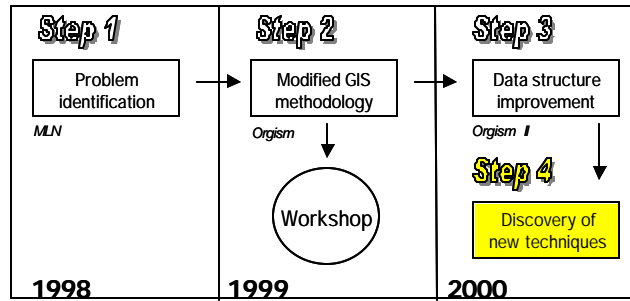 Step 1
Problem
identification
MLN
1998
Step 2
Modified GIS
methodology
Orgism
Workshop
1999
Step 3
Data structure
improvement
Orgism II
Step 4
Discovery of
new techniques
2000